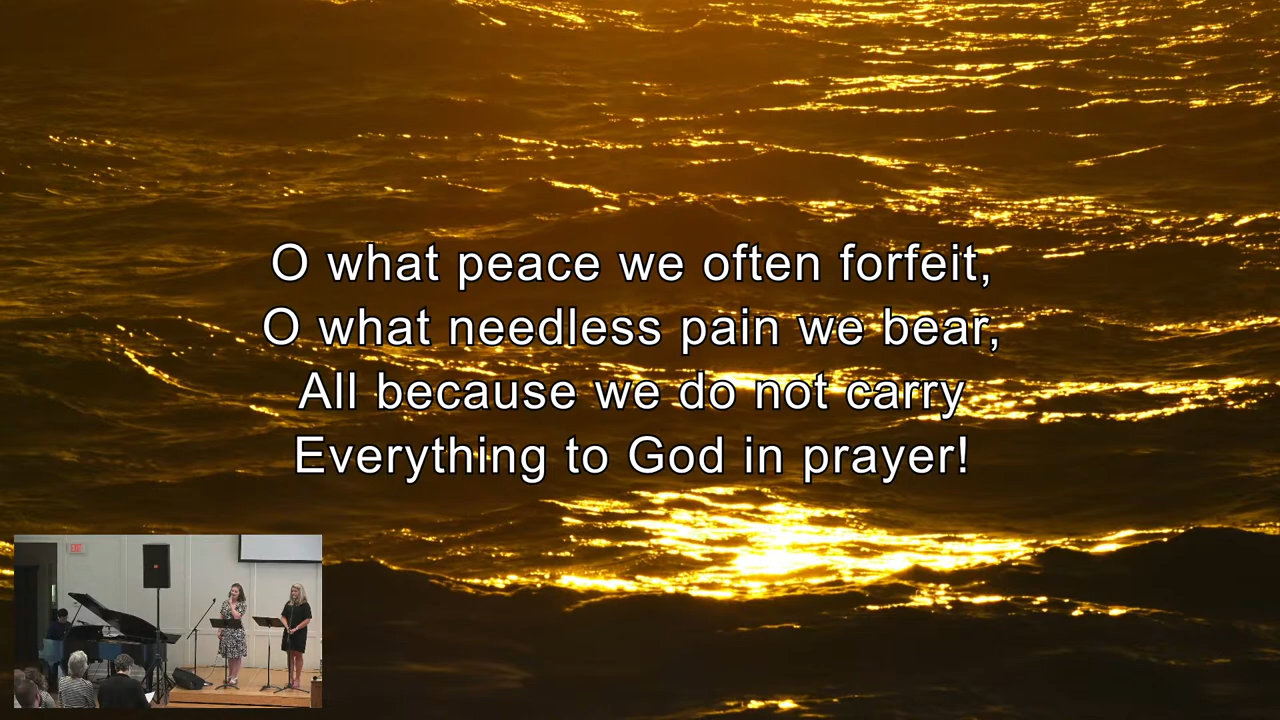 O what peace we often forfeit,
O what needless pain we bear,
All because we do not carry
Everything to God in prayer!
EXIT